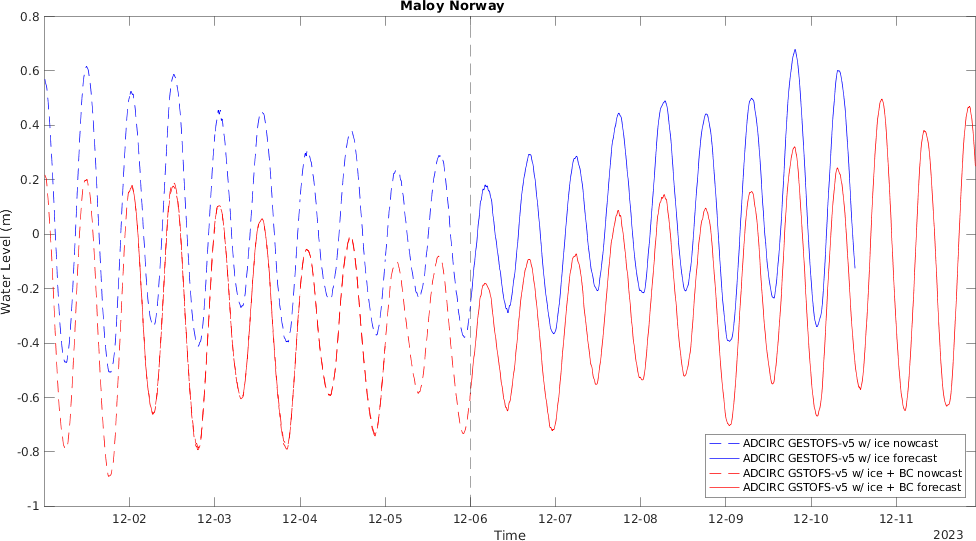 Maloy Norway
0.8
0.6
0.4
0.2
0
-0.2
-0.4
-0.6
-0.8
-1
Water Level (m)
12-02 12-03 12-04 12-05 12-06 12-07 12-08 12-09 12-10 12-11
Time
2023
ADCIRC GESTOFS-v5 w/ ice nowcast
ADCIRC GESTOFS-v5 w/ ice forecast
ADCIRC GSTOFS-v5 w/ ice + BC nowcast
ADCIRC GSTOFS-v5 w/ ice + BC forecast